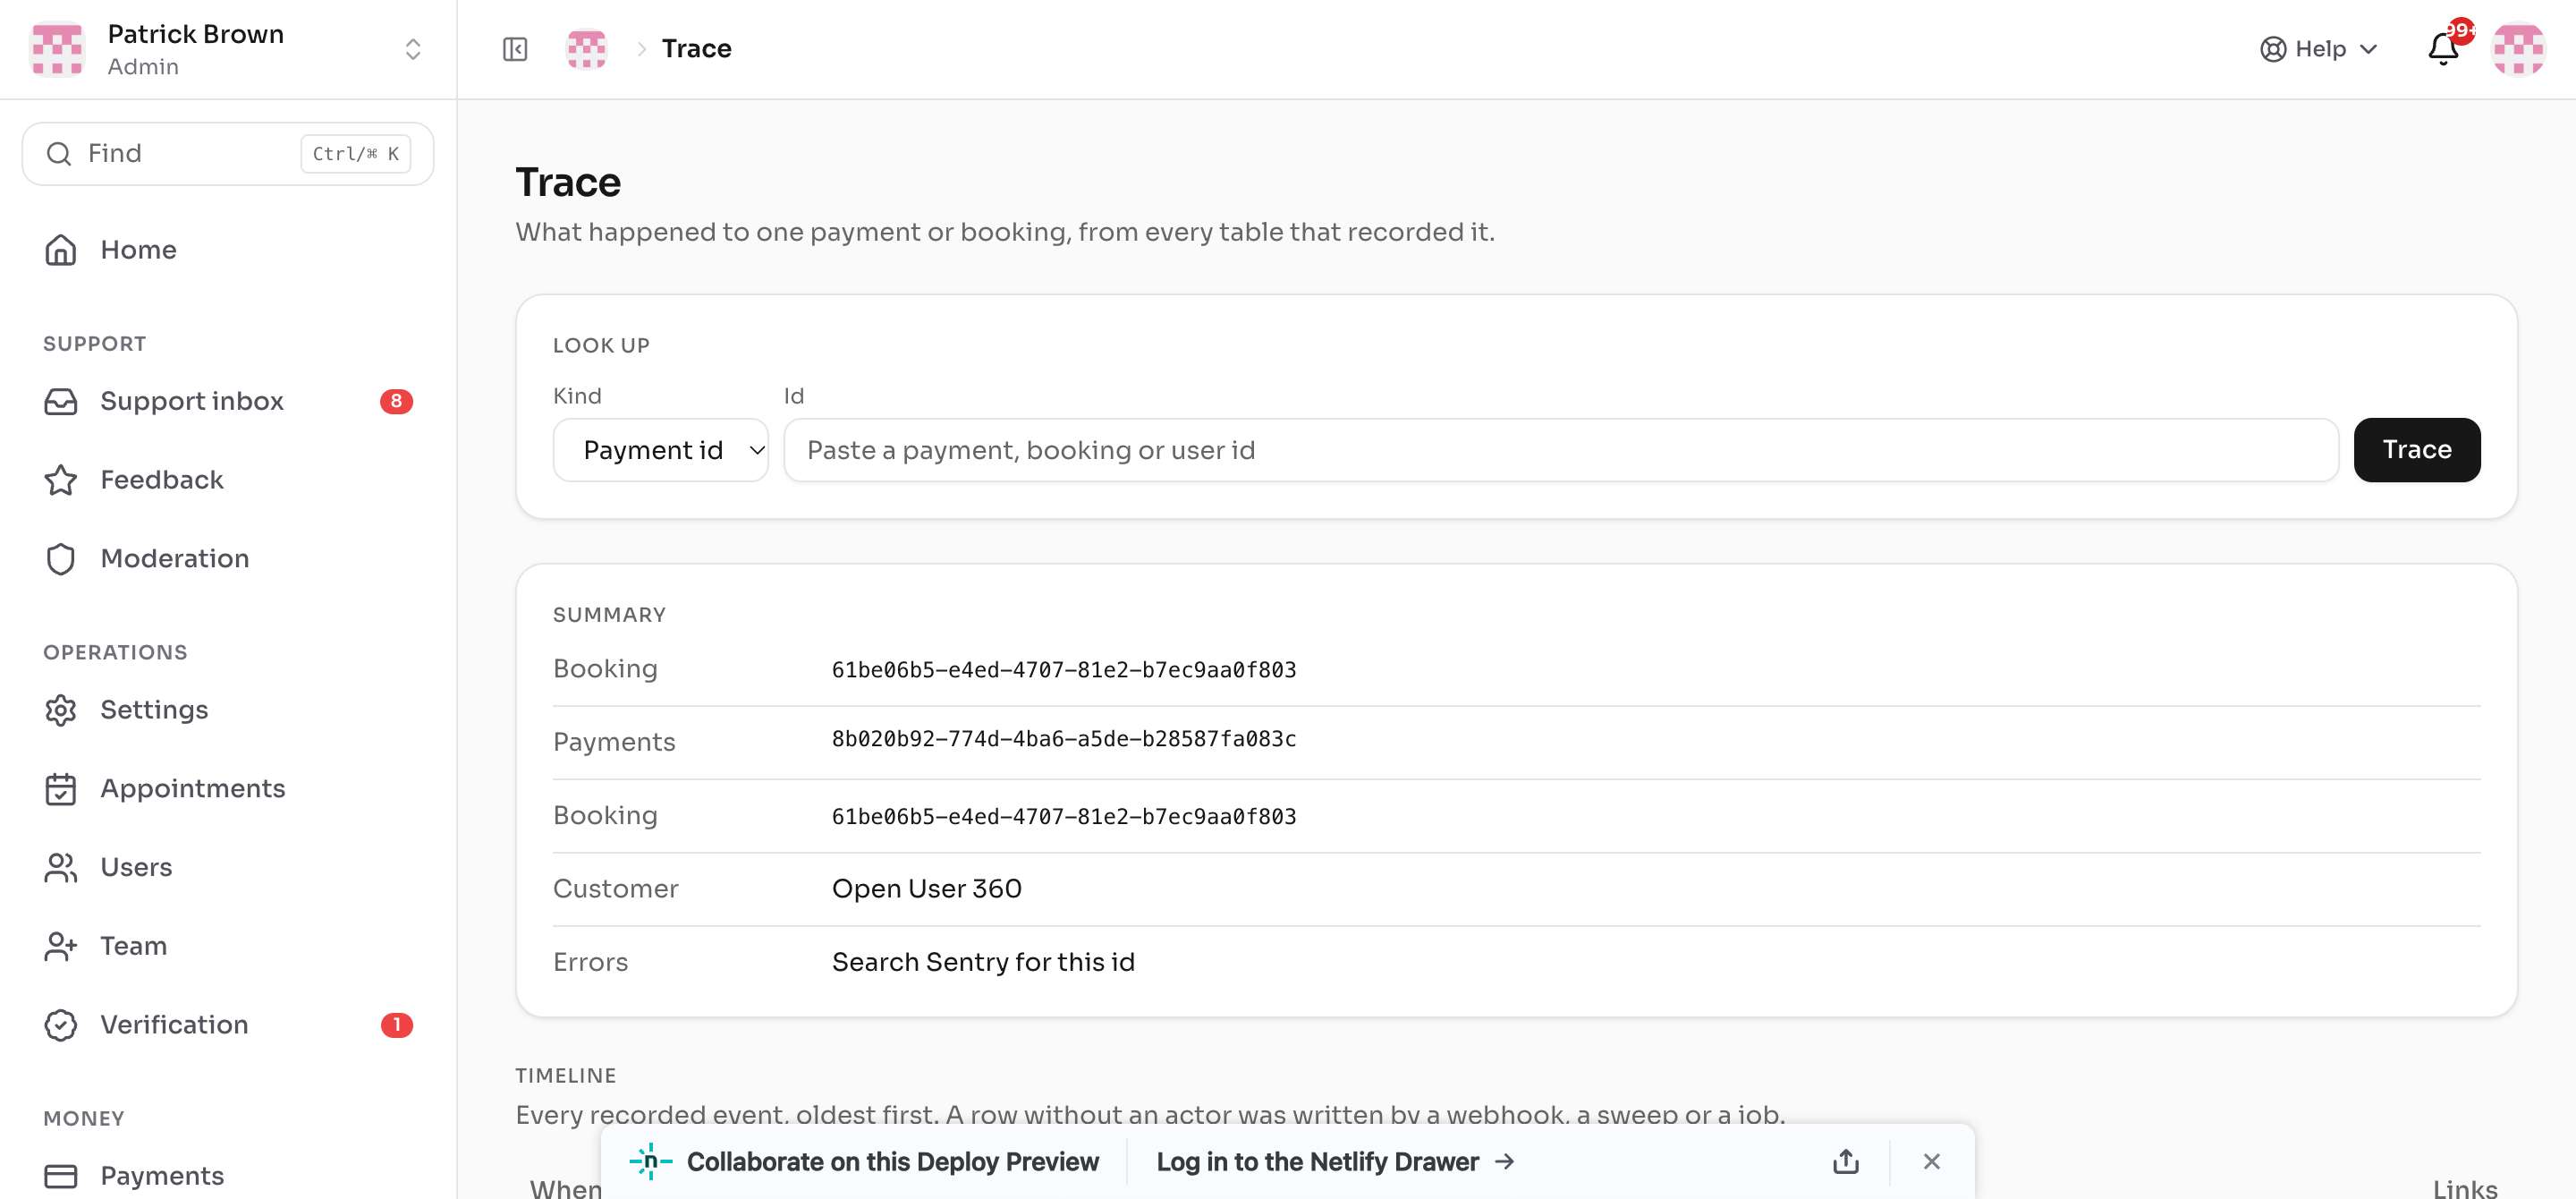 Patrick Brown
Admin
Find
Ctrl/⌘ K
Home
SUPPORT
Support inbox
8
Feedback
Moderation
OPERATIONS
Settings
Appointments
Users
Team
Verification
1
MONEY
Payments
Trace
Help
99+
Trace
What happened to one payment or booking, from every table that recorded it.
LOOK UP
Kind
Id
Payment id
Paste a payment, booking or user id
Trace
SUMMARY
Booking
61be06b5-e4ed-4707-81e2-b7ec9aa0f803
Payments
8b020b92-774d-4ba6-a5de-b28587fa083c
Booking
61be06b5-e4ed-4707-81e2-b7ec9aa0f803
Customer
Open User 360
Errors
Search Sentry for this id
TIMELINE
Every recorded event, oldest first. A row without an actor was written by a webhook, a sweep or a job.
When
Links
Collaborate on this Deploy Preview
Log in to the Netlify Drawer →